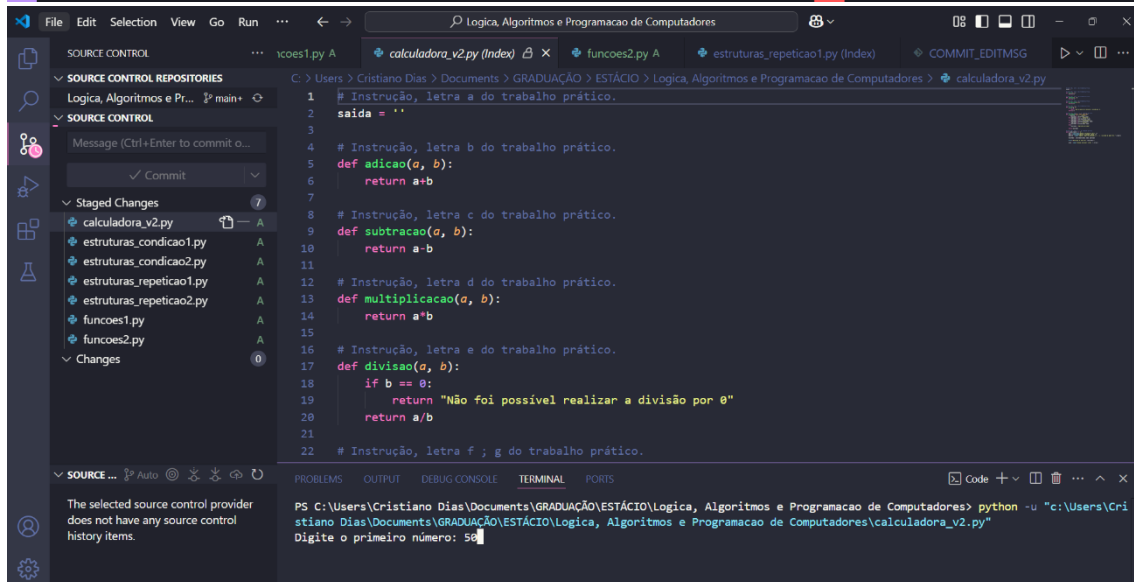 File Edit Selection View Go Run ··· ← → Logica, Algoritmos e Programacao de Computadores
SOURCE CONTROL ···
SOURCE CONTROL REPOSITORIES
Logica, Algoritmos e Pr... main+
SOURCE CONTROL
Message (Ctrl+Enter to commit o...
Commit
Staged Changes 7
calculadora_v2.py A
estruturas_condicao1.py A
estruturas_condicao2.py A
estruturas_repeticao1.py A
estruturas_repeticao2.py A
funcoes1.py A
funcoes2.py A
Changes 0
SOURCE ... Auto
The selected source control provider
does not have any source control
history items.
ıcoes1.py A calculadora_v2.py (Index) funcoes2.py A estruturas_repeticao1.py (Index) COMMIT_EDITMSG ···
C: > Users > Cristiano Dias > Documents > GRADUAÇÃO > ESTÁCIO > Logica, Algoritmos e Programacao de Computadores > calculadora_v2.py
1 # Instrução, letra a do trabalho prático.
2 saida = ''
3
4 # Instrução, letra b do trabalho prático.
5 def adicao(a, b):
6 return a+b
7
8 # Instrução, letra c do trabalho prático.
9 def subtracao(a, b):
10 return a-b
11
12 # Instrução, letra d do trabalho prático.
13 def multiplicacao(a, b):
14 return a*b
15
16 # Instrução, letra e do trabalho prático.
17 def divisao(a, b):
18 if b == 0:
19 return "Não foi possível realizar a divisão por 0"
20 return a/b
21
22 # Instrução, letra f ; g do trabalho prático.
PROBLEMS OUTPUT DEBUG CONSOLE TERMINAL PORTS Code ···
PS C:\Users\Cristiano Dias\Documents\GRADUAÇÃO\ESTÁCIO\Logica, Algoritmos e Programacao de Computadores> python -u "c:\Users\Cri
stiano Dias\Documents\GRADUAÇÃO\ESTÁCIO\Logica, Algoritmos e Programacao de Computadores\calculadora_v2.py"
Digite o primeiro número: 50